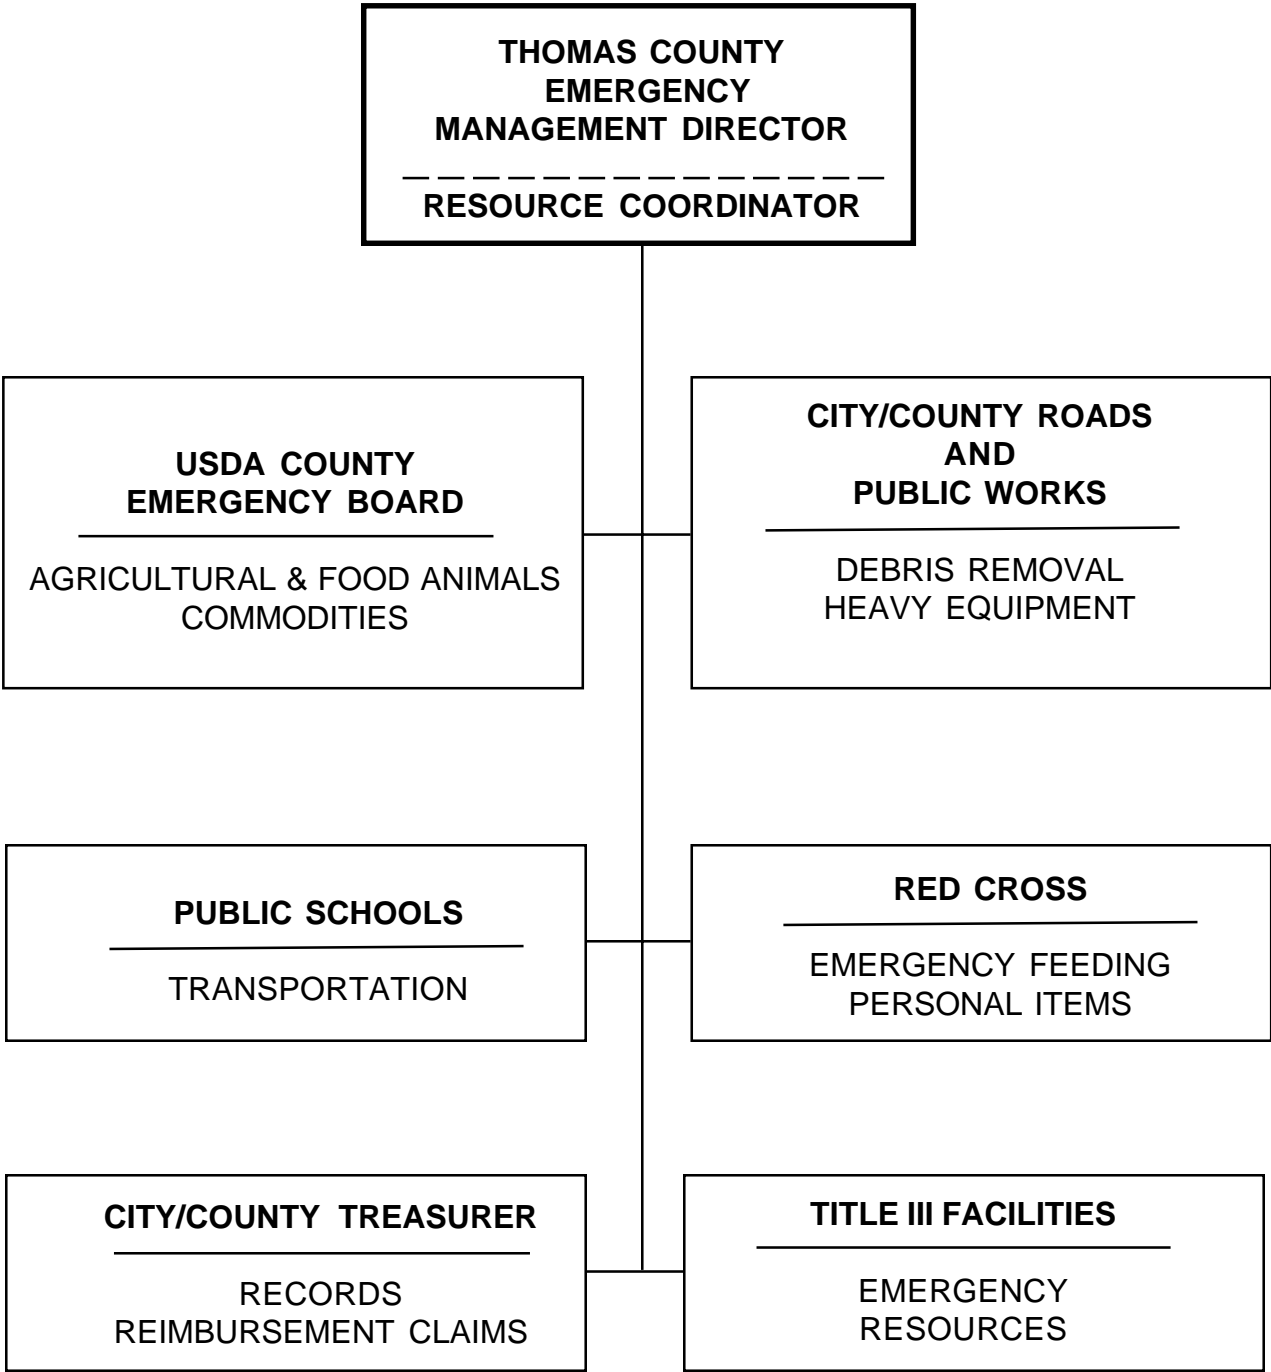 THOMAS COUNTY
EMERGENCY
MANAGEMENT DIRECTOR
RESOURCE COORDINATOR
USDA COUNTY
EMERGENCY BOARD
AGRICULTURAL & FOOD ANIMALS
COMMODITIES
CITY/COUNTY ROADS
AND
PUBLIC WORKS
DEBRIS REMOVAL
HEAVY EQUIPMENT
PUBLIC SCHOOLS
TRANSPORTATION
RED CROSS
EMERGENCY FEEDING
PERSONAL ITEMS
CITY/COUNTY TREASURER
RECORDS
REIMBURSEMENT CLAIMS
TITLE III FACILITIES
EMERGENCY
RESOURCES